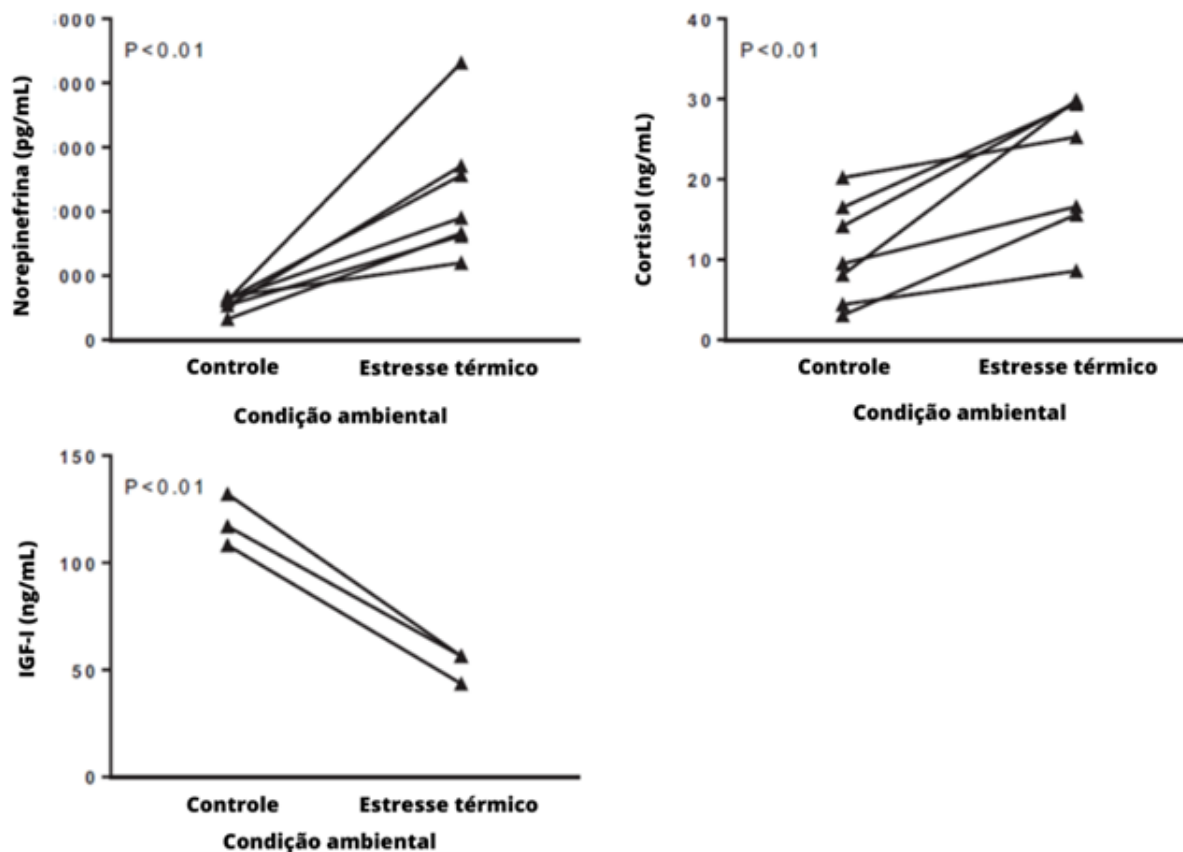 P<0.01
Norepinefrina (pg/mL)
000
000
000
2000
000
0
Controle
Estresse térmico
Condição ambiental
P<0.01
Cortisol (ng/mL)
40
30
20
10
0
Controle
Estresse térmico
Condição ambiental
P<0.01
IGF-I (ng/mL)
150
100
50
0
Controle
Estresse térmico
Condição ambiental